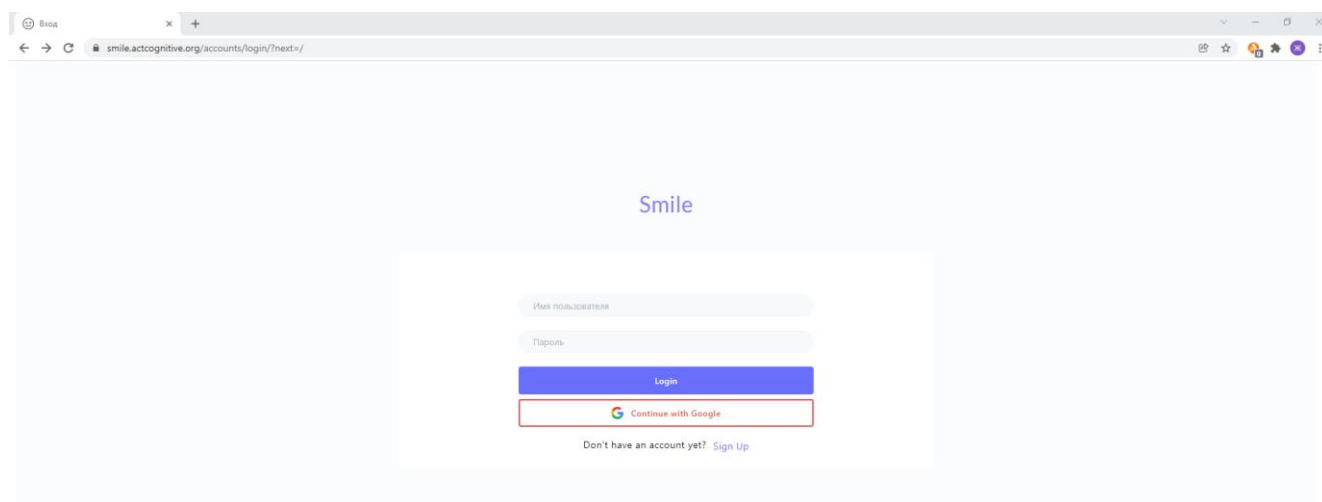 Вход
smile.actcognitive.org/accounts/login/?next=/
Smile
Имя пользователя
Пароль
Login
Continue with Google
Don't have an account yet? Sign Up